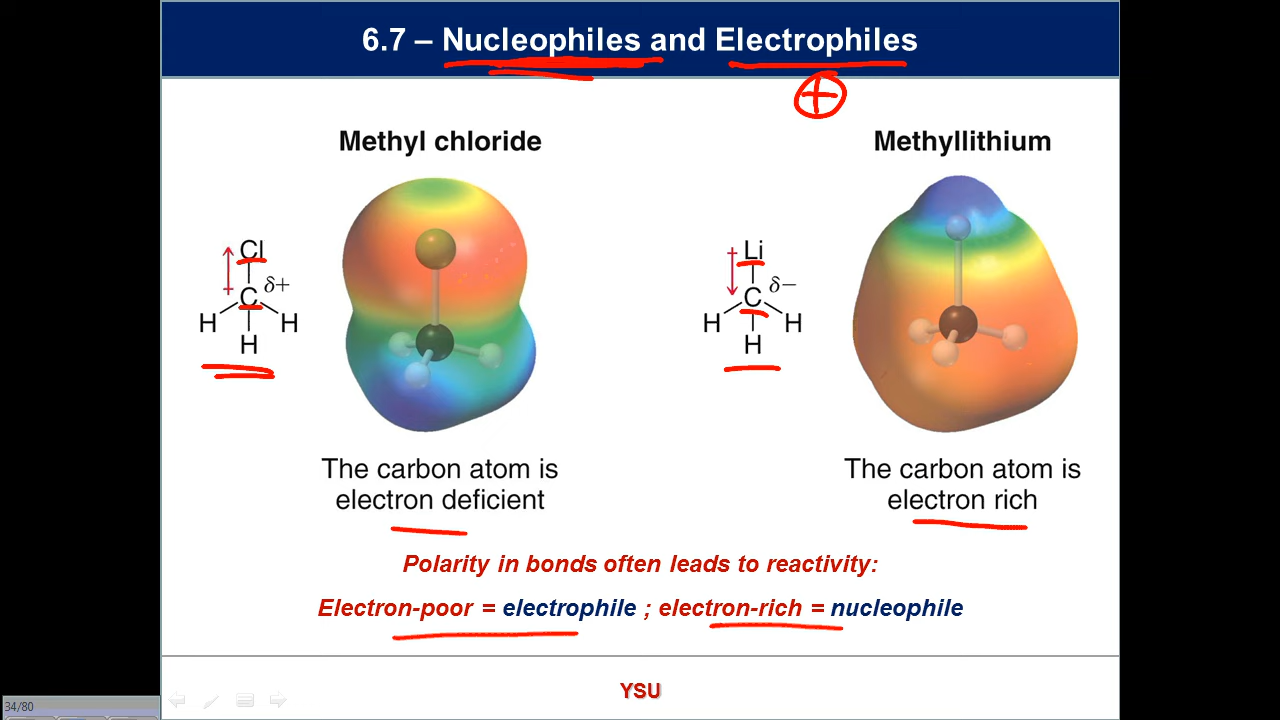 6.7 – Nucleophiles and Electrophiles
+
Methyl chloride
Methyllithium
Cl
δ+
C
H H
H
Li
δ−
C
H H
H
The carbon atom is
electron deficient
The carbon atom is
electron rich
Polarity in bonds often leads to reactivity:
Electron-poor = electrophile ; electron-rich = nucleophile
YSU
34/80